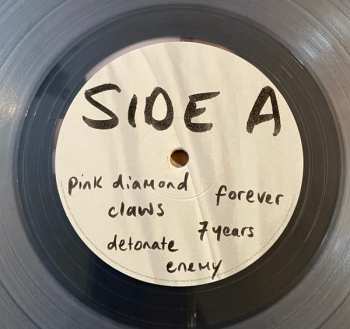 SIDE A
pink diamond
claws
forever
7 years
detonate
enemy